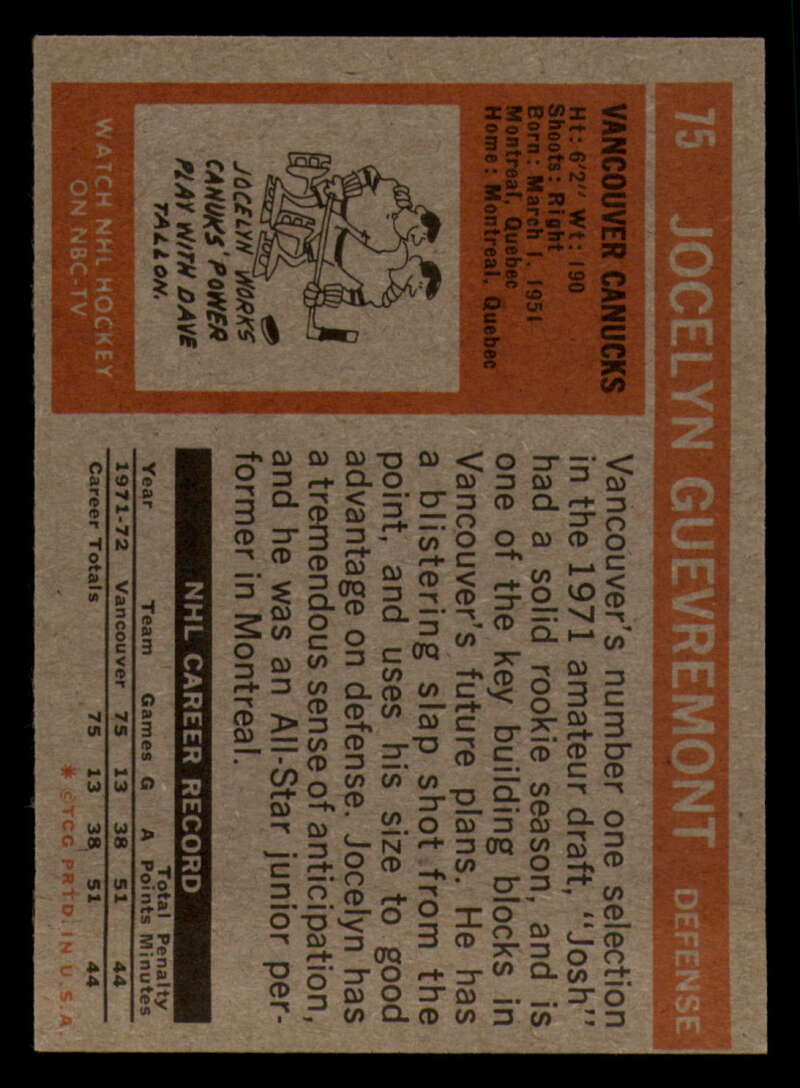 75 JOCELYN GUEVREMONT DEFENSE
VANCOUVER CANUCKS
Ht: 6'2" Wt: 190
Shoots: Right
Born: March 1, 1951
Montreal, Quebec
Home: Montreal, Quebec
JOCELYN WORKS
CANUKS' POWER
PLAY WITH DAVE
TALLON.
WATCH NHL HOCKEY
ON NBC-TV
Vancouver's number one selection
in the 1971 amateur draft, "Josh"
had a solid rookie season, and is
one of the key building blocks in
Vancouver's future plans. He has
a blistering slap shot from the
point, and uses his size to good
advantage on defense. Jocelyn has
a tremendous sense of anticipation,
and he was an All-Star junior per-
former in Montreal.
NHL CAREER RECORD
Total Penalty
Year Team Games G A Points Minutes
1971-72 Vancouver 75 13 38 51 44
Career Totals 75 13 38 51 44
* ©TCG PRTD. IN U.S.A.